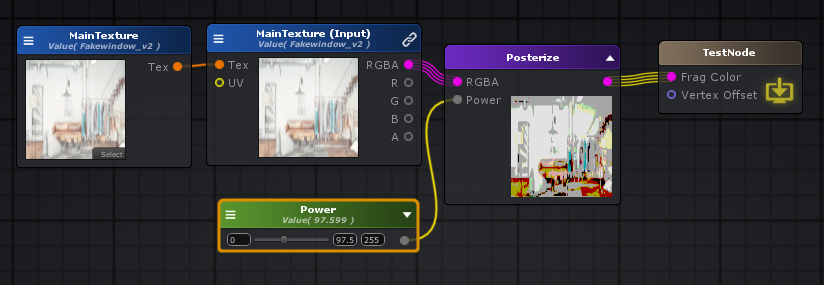 MainTexture
Value( Fakewindow_v2 )
Tex
Select
MainTexture (Input)
Value( Fakewindow_v2 )
Tex
UV
RGBA
R
G
B
A
Posterize
RGBA
Power
TestNode
Frag Color
Vertex Offset
Power
Value( 97.599 )
0
97.5
255